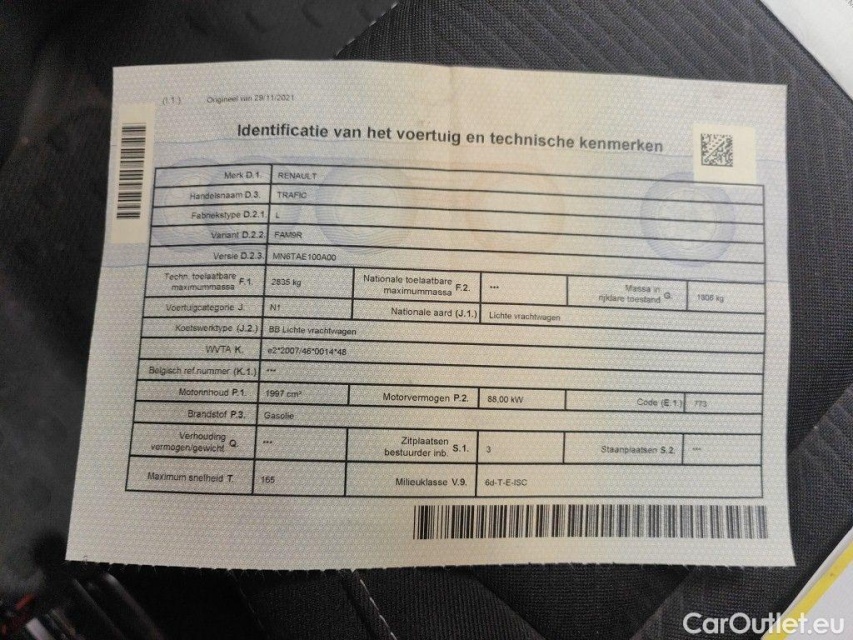 (I.1) Origineel van 29/11/2021
Identificatie van het voertuig en technische kenmerken
Merk D.1. RENAULT
Handelsnaam D.3. TRAFIC
Fabriekstype D.2.1. L
Variant D.2.2. FAM9R
Versie D.2.3. MN6TAE100A00
Techn. toelaatbare maximummassa F.1. 2835 kg Nationale toelaatbare maximummassa F.2. *** Massa in rijklare toestand G. 1806 kg
Voertuigcategorie J. N1 Nationale aard (J.1.) Lichte vrachtwagen
Koetswerktype (J.2.) BB Lichte vrachtwagen
WVTA K. e2*2007/46*0014*48
Belgisch ref.nummer (K.1.) ***
Motorinhoud P.1. 1997 cm³ Motorvermogen P.2. 88,00 kW Code (E.1.) 773
Brandstof P.3. Gasolie
Verhouding vermogen/gewicht Q. *** Zitplaatsen bestuurder inb. S.1. 3 Staanplaatsen S.2. ***
Maximum snelheid T. 165 Milieuklasse V.9. 6d-T-E-ISC
CarOutlet.eu